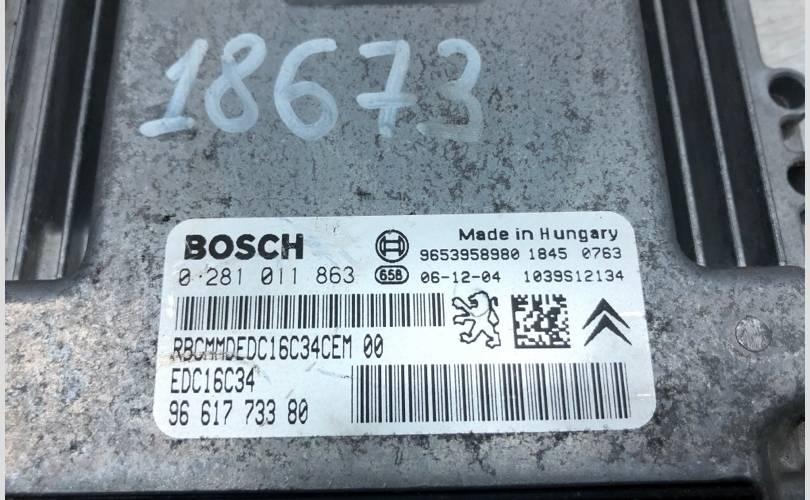 18673
BOSCH
Made in Hungary
9653958980 1845 0763
0 281 011 863 658 06-12-04 1039S12134
RBCMMDEDC16C34CEM 00
EDC16C34
96 617 733 80